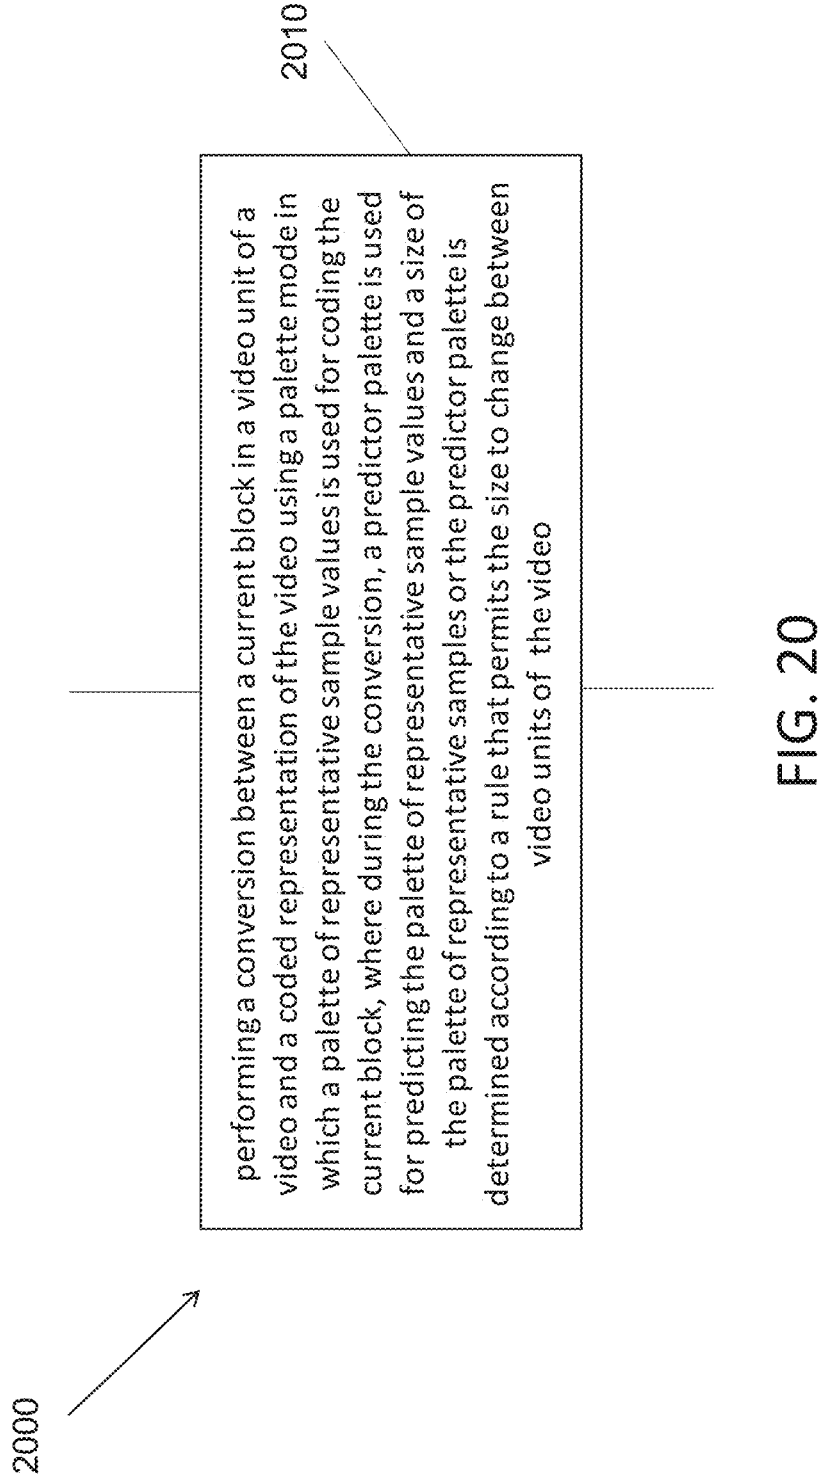 2000
2010
performing a conversion between a current block in a video unit of a
video and a coded representation of the video using a palette mode in
which a palette of representative sample values is used for coding the
current block, where during the conversion, a predictor palette is used
for predicting the palette of representative sample values and a size of
the palette of representative samples or the predictor palette is
determined according to a rule that permits the size to change between
video units of the video
FIG. 20